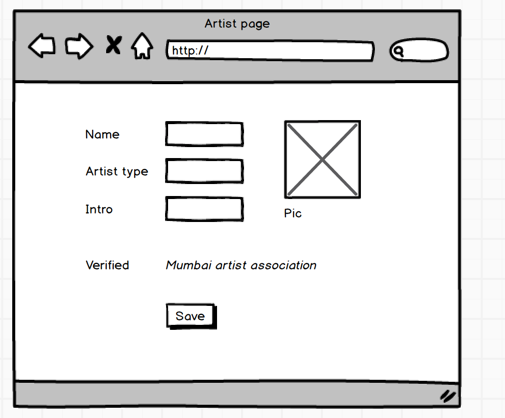 Artist page
http://
Name
Artist type
Intro
Pic
Verified Mumbai artist association
Save